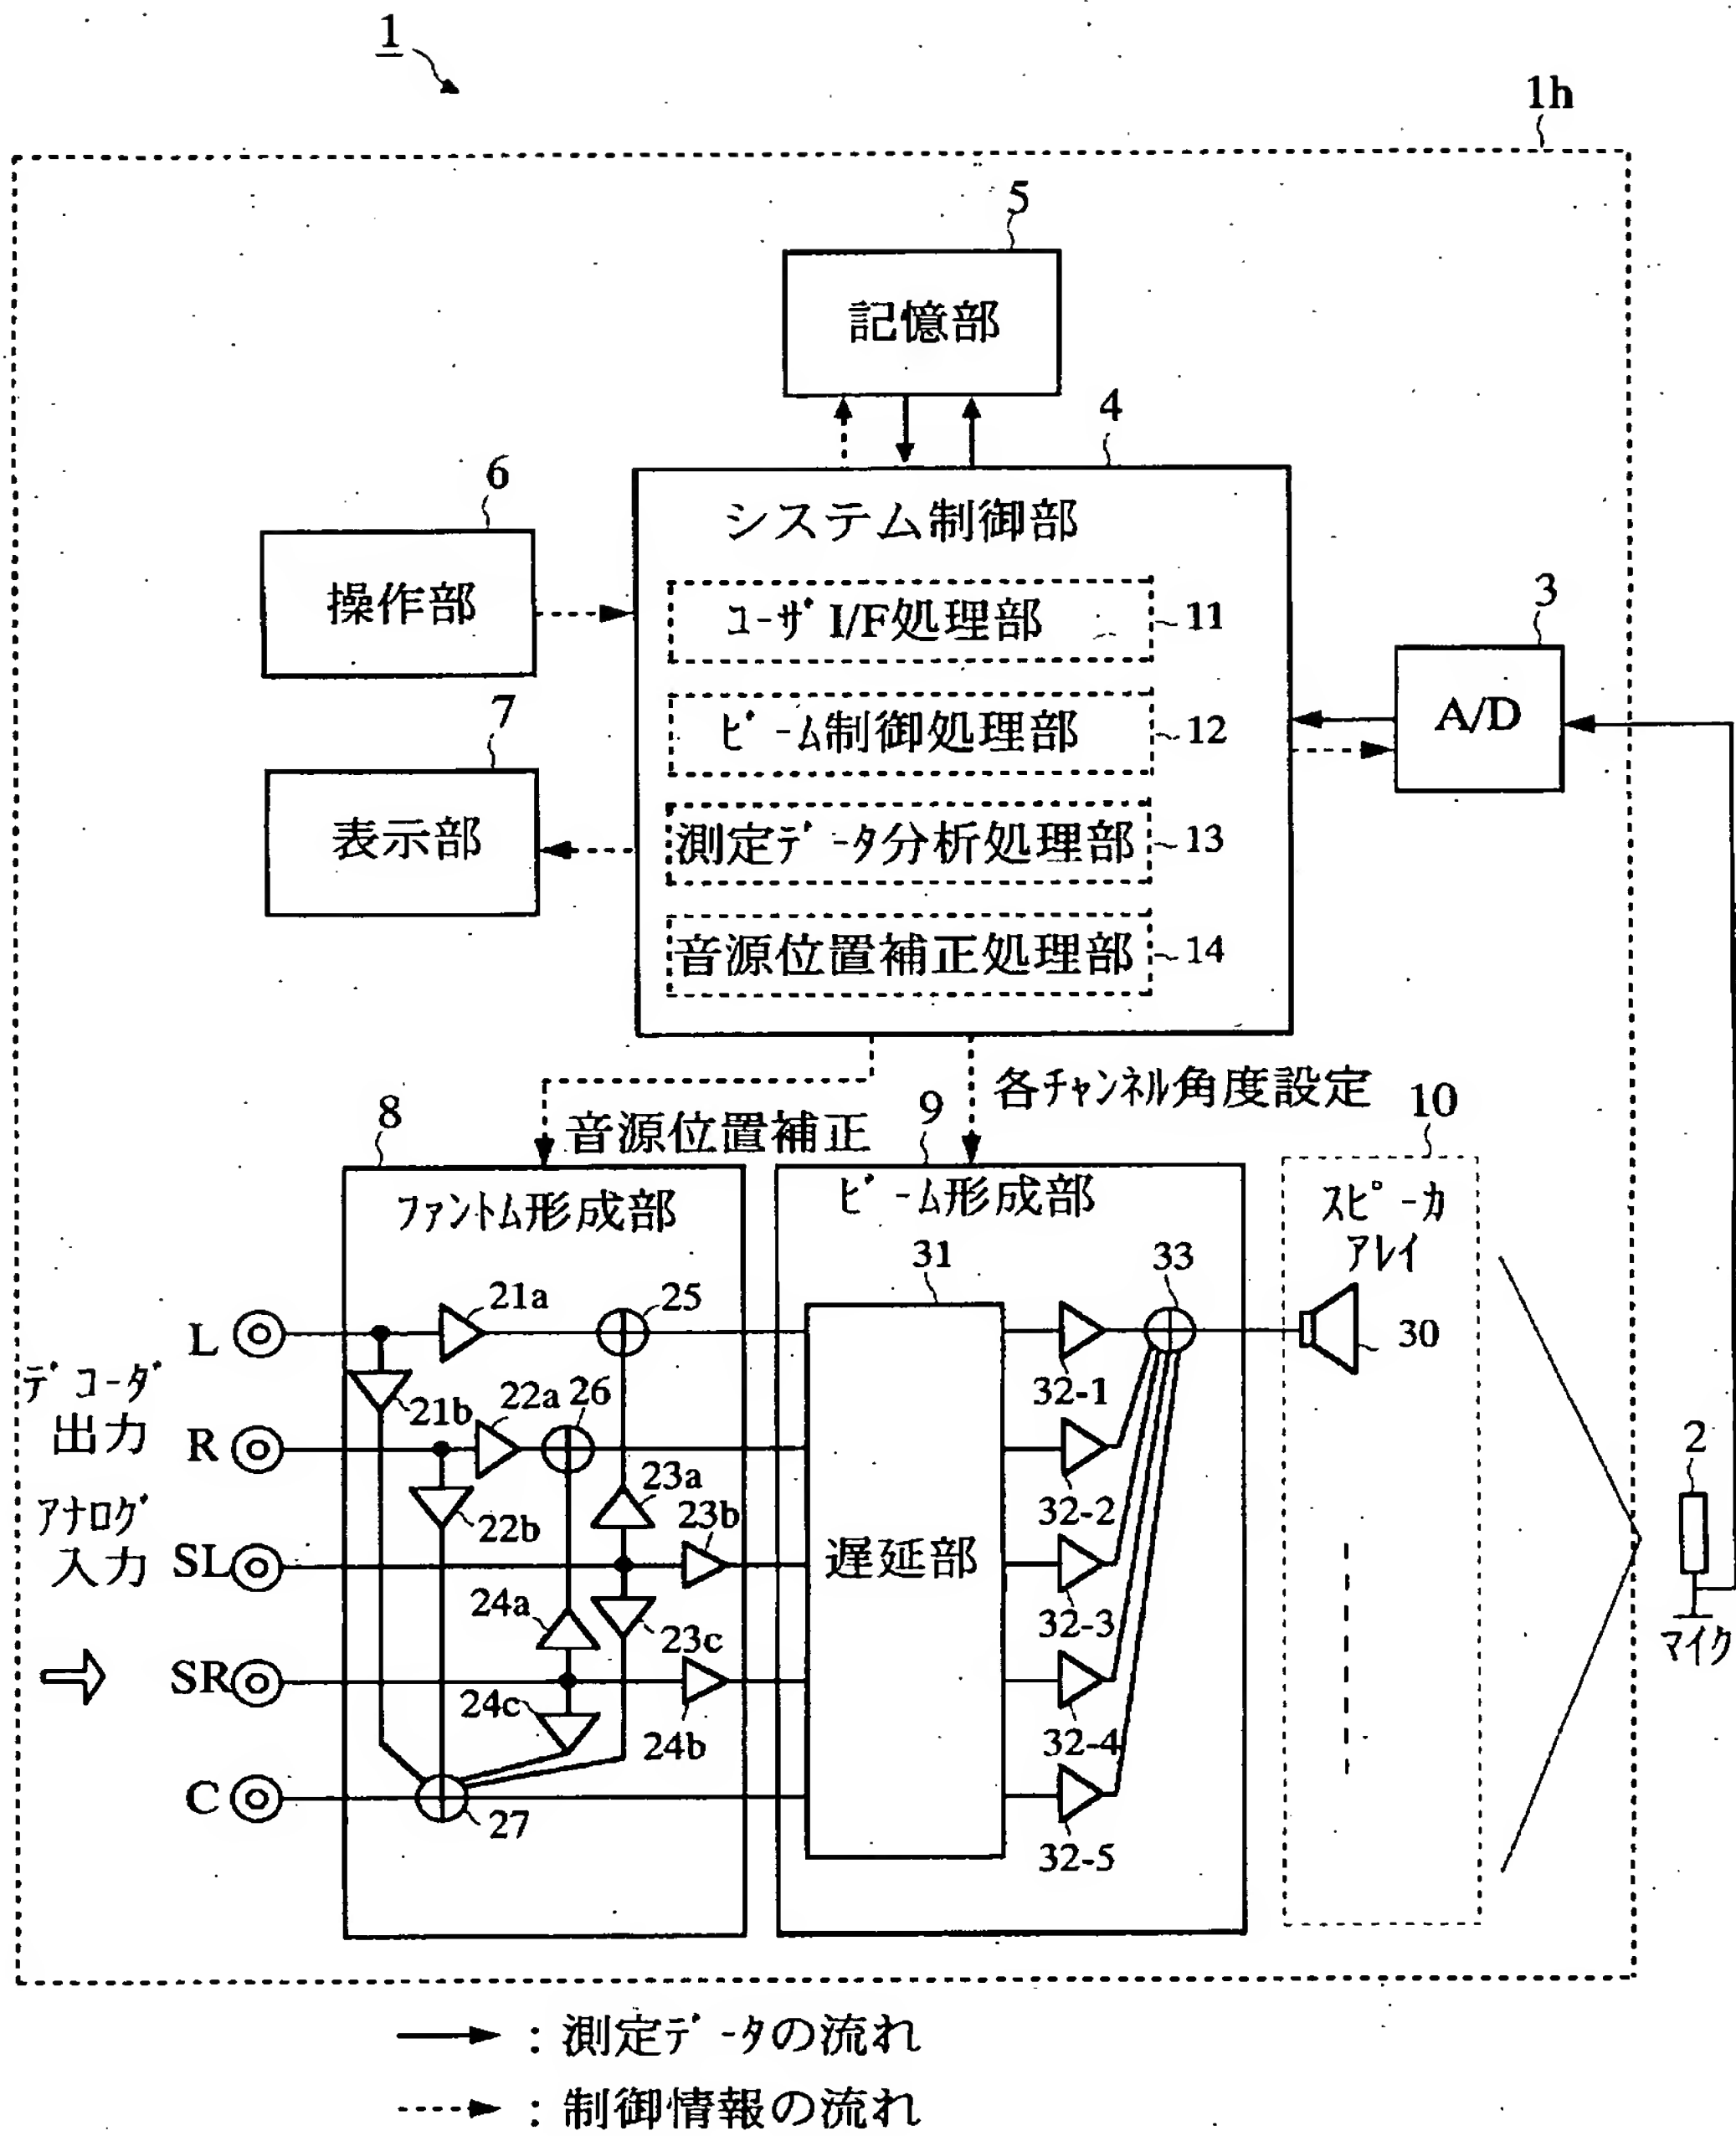 1
1h
5
記憶部
4
6
システム制御部
操作部
ユーザI/F処理部
11
3
7
ビーム制御処理部
12
A/D
表示部
測定データ分析処理部
13
音源位置補正処理部
14
各チャンネル角度設定
8
音源位置補正
9
10
ファントム形成部
ビーム形成部
スピーカ
アレイ
31
33
21a
25
L
30
デコーダ
出力
21b
22a
26
32-1
R
2
アナログ
入力
22b
23a
23b
32-2
SL
遅延部
24a
23c
32-3
マイク
SR
24c
24b
32-4
C
27
32-5
: 測定データの流れ
: 制御情報の流れ